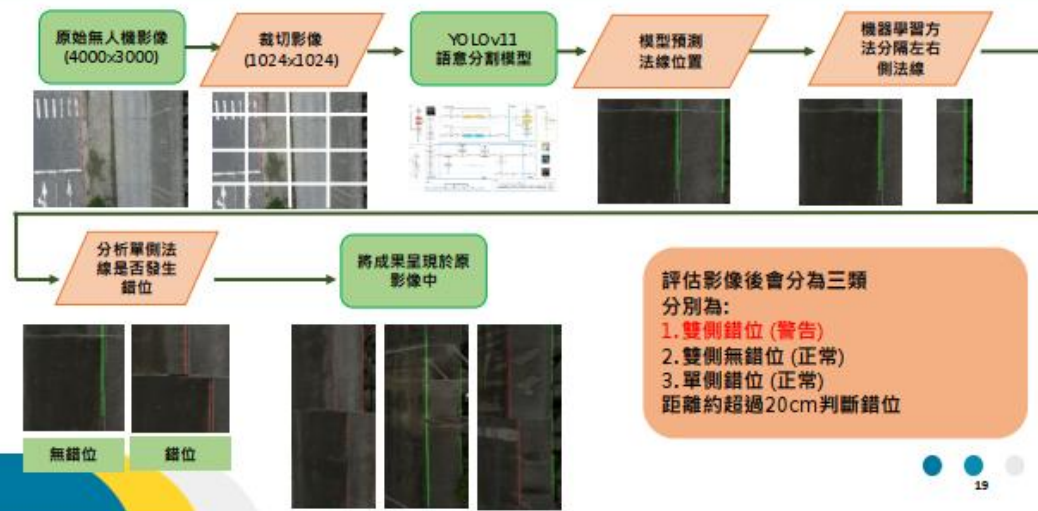 原始無人機影像
(4000x3000)
裁切影像
(1024x1024)
YOLOv11
語意分割模型
模型預測
法線位置
機器學習方
法分隔左右
側法線
分析單側法
線是否發生
錯位
將成果呈現於原
影像中
無錯位
錯位
評估影像後會分為三類
分別為:
1.雙側錯位 (警告)
2.雙側無錯位 (正常)
3.單側錯位 (正常)
距離約超過20cm判斷錯位
19